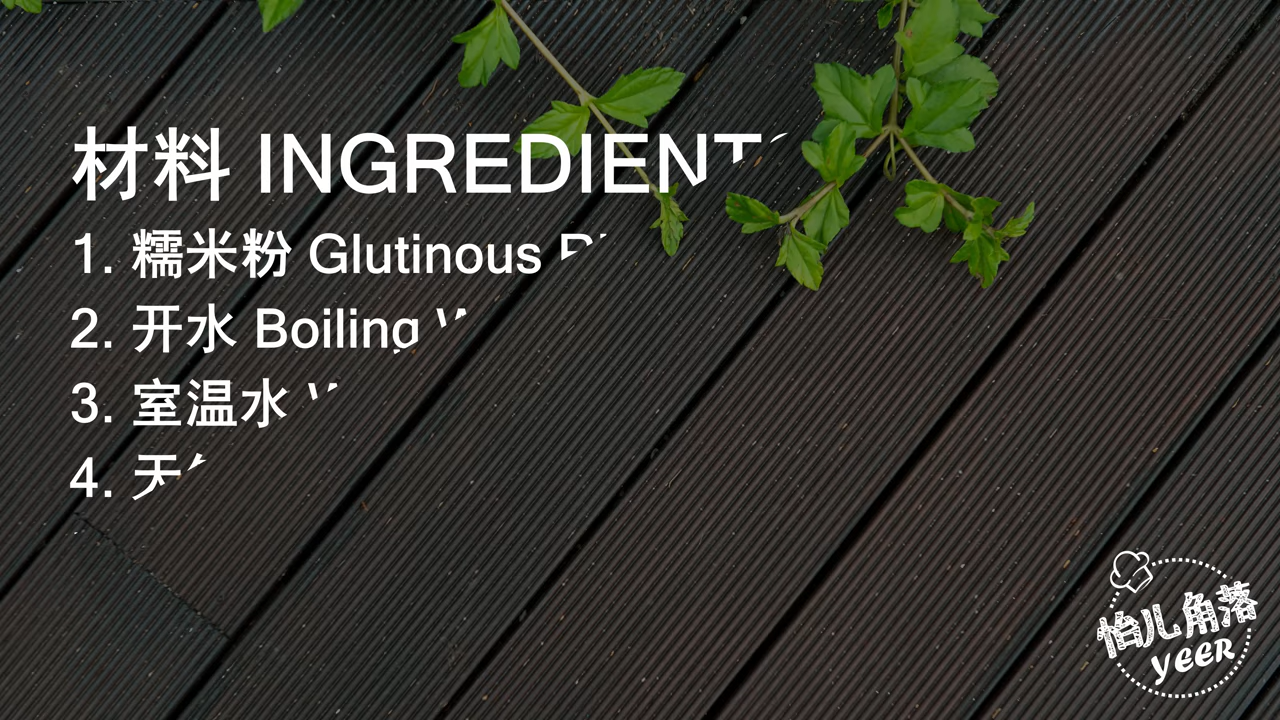 材料 INGREDIENT
1. 糯米粉 Glutinous
2. 开水 Boiling
3. 室温水
4. 天
怡儿角落
YEER